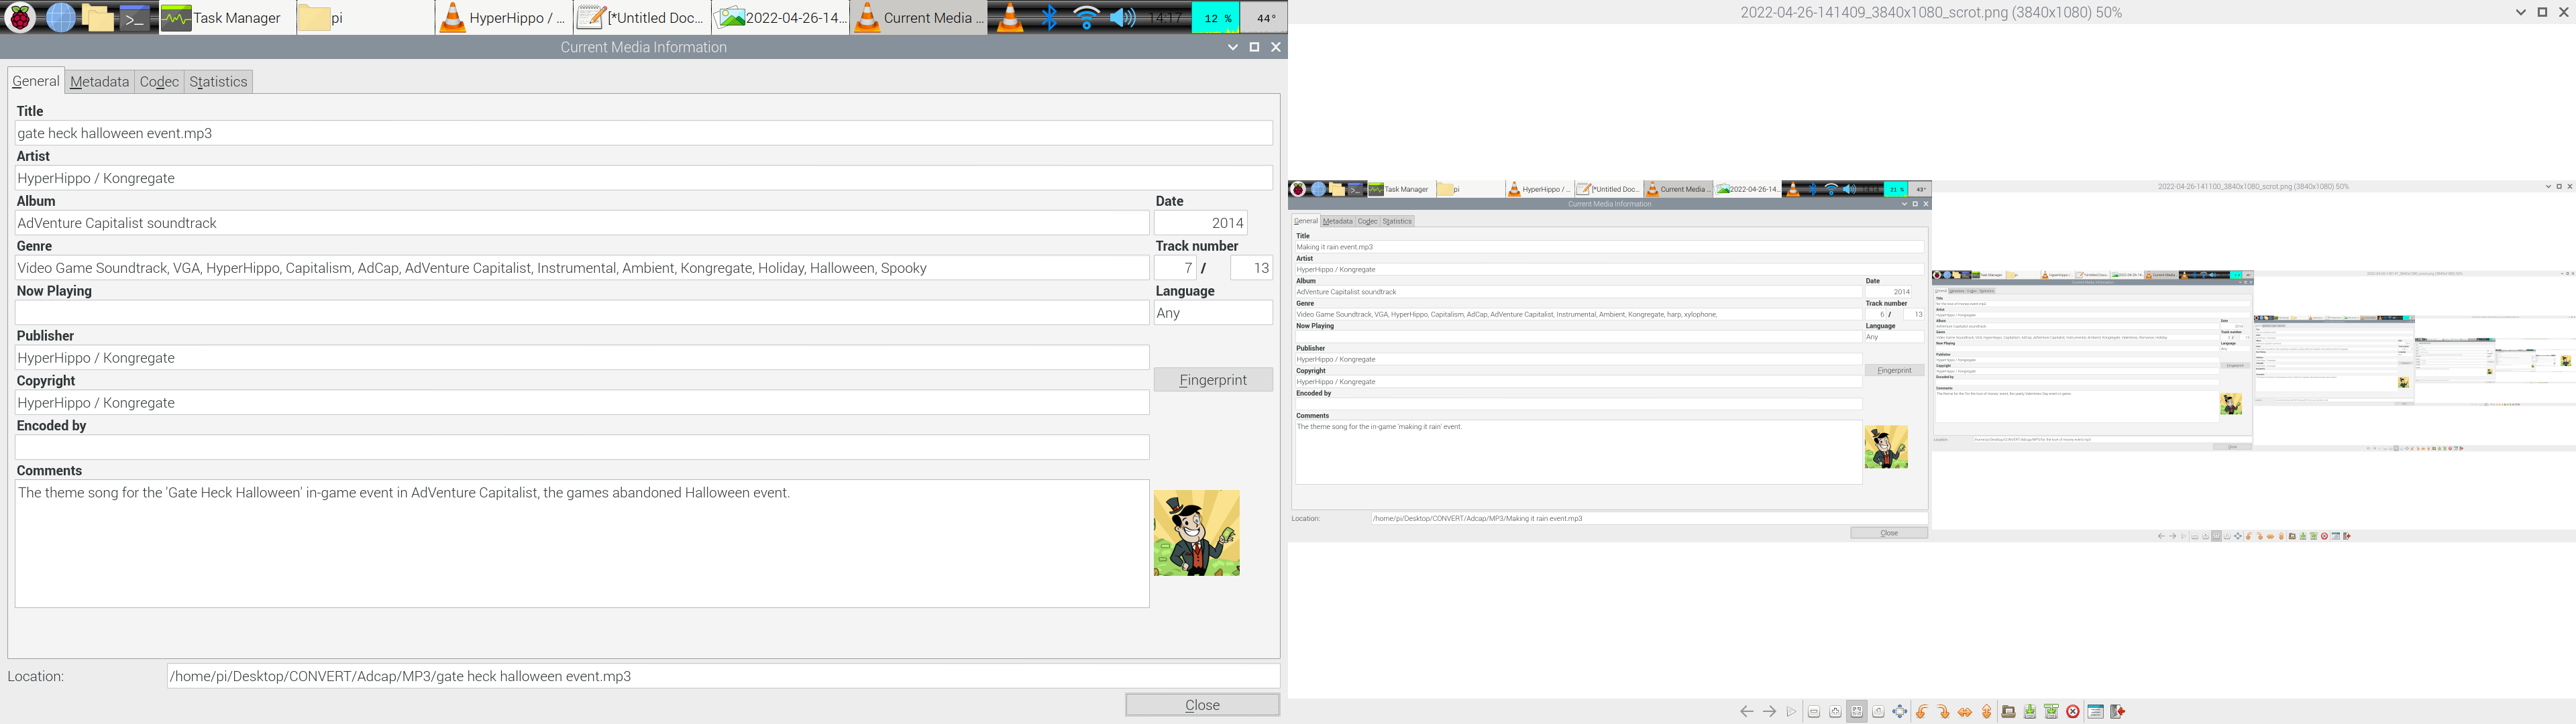 Task Manager
pi
HyperHippo / ...
[*Untitled Doc...
2022-04-26-14...
Current Media ...
14:17
12 %
44°
Current Media Information
General
Metadata
Codec
Statistics
Title
gate heck halloween event.mp3
Artist
HyperHippo / Kongregate
Album
Date
AdVenture Capitalist soundtrack
2014
Genre
Track number
Video Game Soundtrack, VGA, HyperHippo, Capitalism, AdCap, AdVenture Capitalist, Instrumental, Ambient, Kongregate, Holiday, Halloween, Spooky
7 / 13
Now Playing
Language
Any
Publisher
HyperHippo / Kongregate
Copyright
Fingerprint
HyperHippo / Kongregate
Encoded by
Comments
The theme song for the 'Gate Heck Halloween' in-game event in AdVenture Capitalist, the games abandoned Halloween event.
Location:
/home/pi/Desktop/CONVERT/Adcap/MP3/gate heck halloween event.mp3
Close
2022-04-26-141409_3840x1080_scrot.png (3840x1080) 50%
Task Manager
pi
HyperHippo / ...
[*Untitled Doc...
Current Media ...
2022-04-26-14...
21 %
43°
Current Media Information
2022-04-26-141100_3840x1080_scrot.png (3840x1080) 50%
General
Metadata
Codec
Statistics
Title
Making it rain event.mp3
Artist
HyperHippo / Kongregate
Album
Date
AdVenture Capitalist soundtrack
2014
Genre
Track number
Video Game Soundtrack, VGA, HyperHippo, Capitalism, AdCap, AdVenture Capitalist, Instrumental, Ambient, Kongregate, harp, xylophone,
6 / 13
Now Playing
Language
Any
Publisher
HyperHippo / Kongregate
Copyright
Fingerprint
HyperHippo / Kongregate
Encoded by
Comments
The theme song for the in-game 'making it rain' event.
Location:
/home/pi/Desktop/CONVERT/Adcap/MP3/Making it rain event.mp3
Close